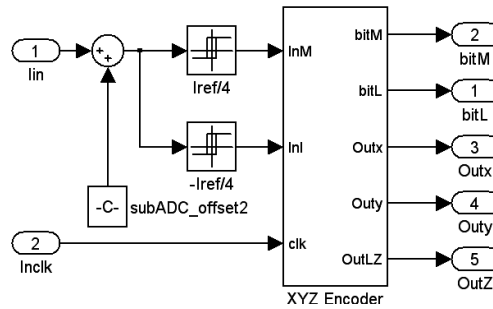 1
Iin
+
+
Iref/4
-Iref/4
-C-
subADC_offset2
2
Inclk
InM
InI
clk
bitM
bitL
Outx
Outy
OutLZ
XYZ Encoder
2
bitM
1
bitL
3
Outx
4
Outy
5
OutZ